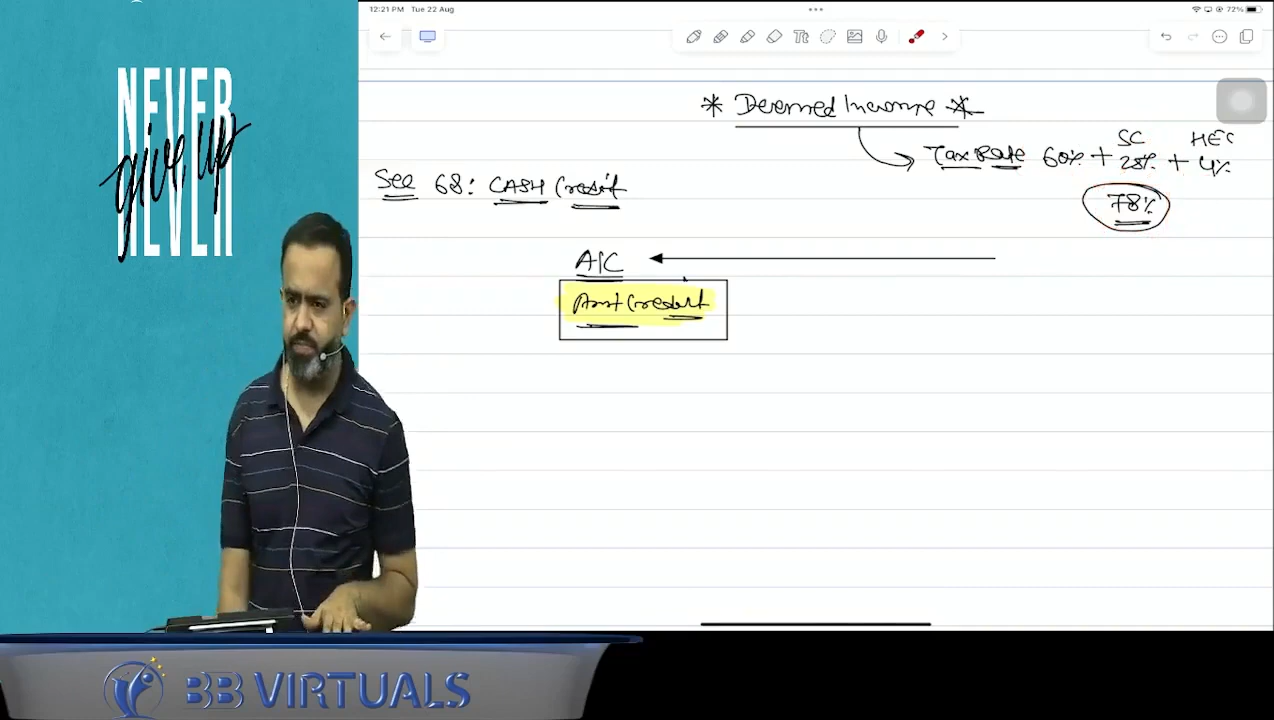 12:21 PM Tue 22 Aug
72%
NEVER
give up
NEVER
* Deemed Income *
SC HEC
Tax Rate 60% + 25% + 4%
78%
Sec 68: CASH Credit
A/C
Amt Credit
BB VIRTUALS